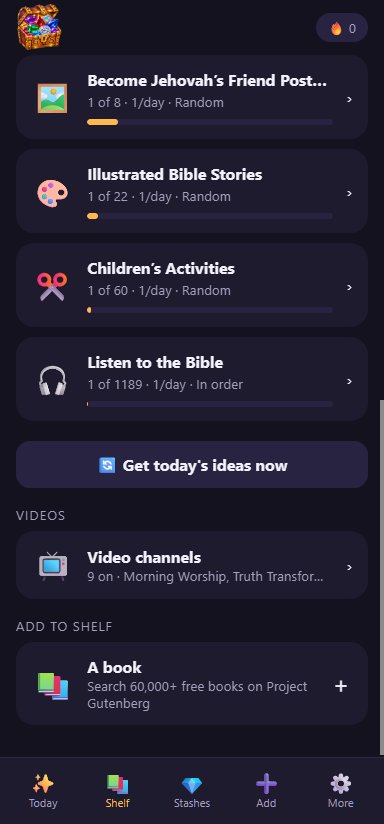 0
Become Jehovah’s Friend Post...
1 of 8 · 1/day · Random
Illustrated Bible Stories
1 of 22 · 1/day · Random
Children’s Activities
1 of 60 · 1/day · Random
Listen to the Bible
1 of 1189 · 1/day · In order
Get today's ideas now
VIDEOS
Video channels
9 on · Morning Worship, Truth Transfor...
ADD TO SHELF
A book
Search 60,000+ free books on Project
Gutenberg
Today
Shelf
Stashes
Add
More